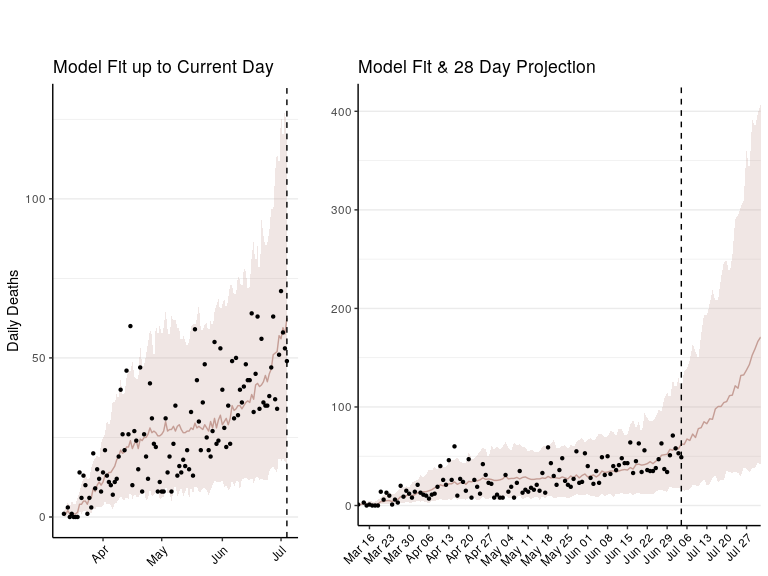 Model Fit up to Current Day
Daily Deaths
100
50
0
Apr
May
Jun
Jul
Model Fit & 28 Day Projection
400
300
200
100
0
Mar 16
Mar 23
Mar 30
Apr 06
Apr 13
Apr 20
Apr 27
May 04
May 11
May 18
May 25
Jun 01
Jun 08
Jun 15
Jun 22
Jun 29
Jul 06
Jul 13
Jul 20
Jul 27